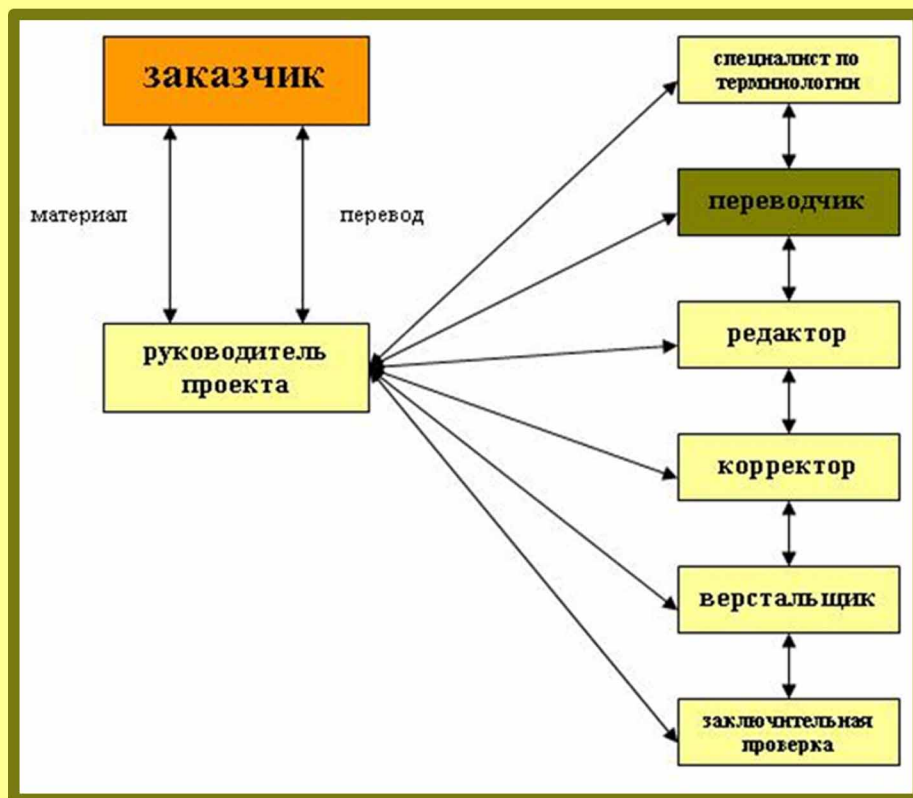 заказчик
материал
перевод
руководитель
проекта
специалист по
терминологии
переводчик
редактор
корректор
верстальщик
заключительная
проверка